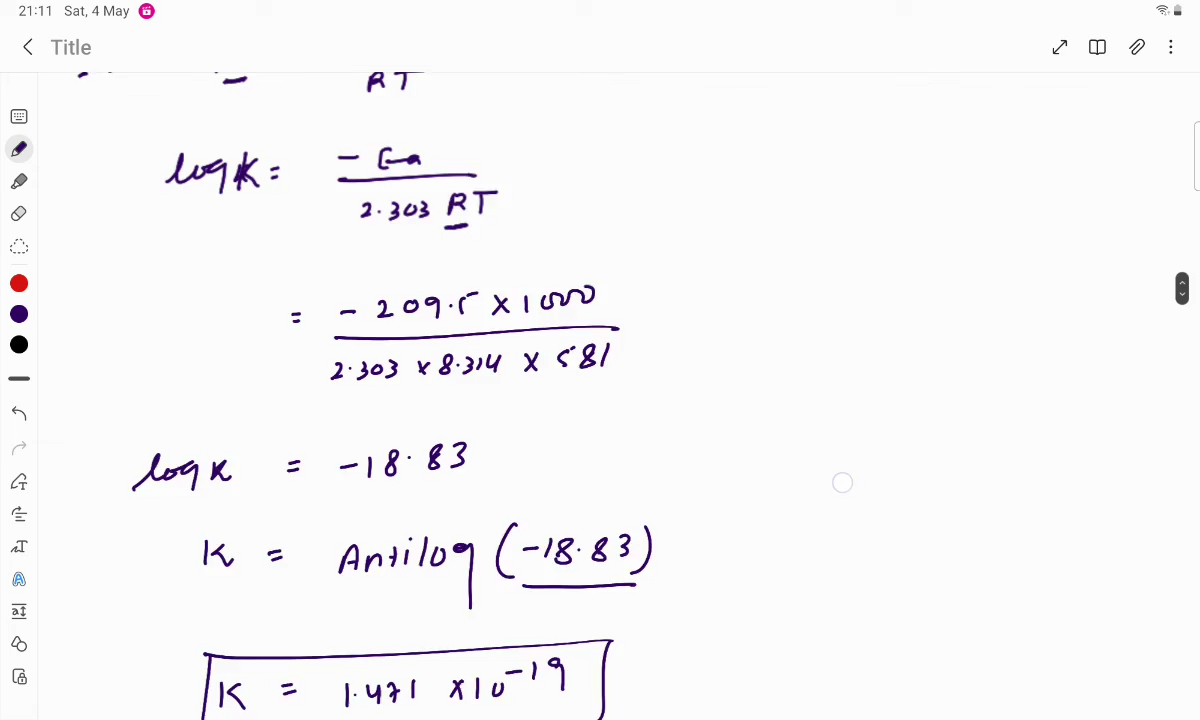 21:11 Sat, 4 May
Title
RT
log K = - Ea
2.303 RT
= - 209.5 × 1000
2.303 × 8.314 × 581
log K = -18.83
K = Antilog (-18.83)
K = 1.471 × 10^-19